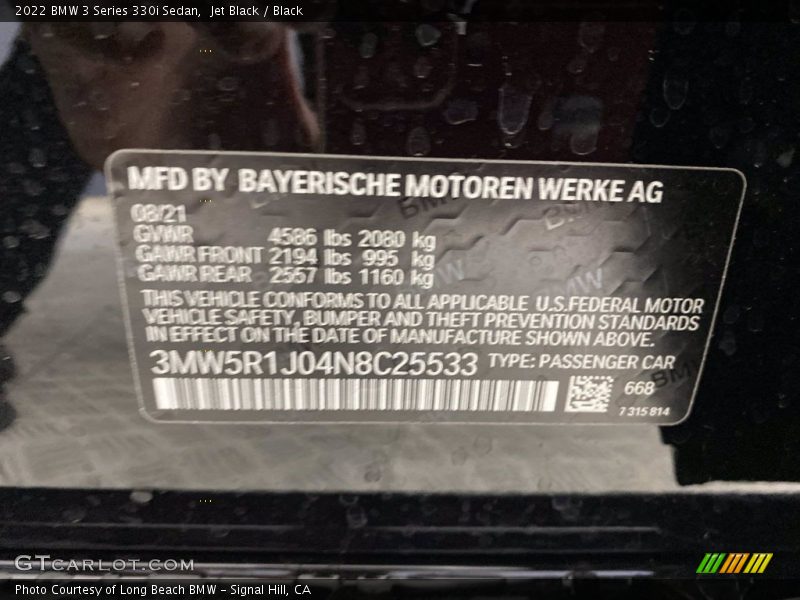 2022 BMW 3 Series 330i Sedan, Jet Black / Black
MFD BY BAYERISCHE MOTOREN WERKE AG
08/21
GVWR 4586 lbs 2080 kg
GAWR FRONT 2194 lbs 995 kg
GAWR REAR 2557 lbs 1160 kg
THIS VEHICLE CONFORMS TO ALL APPLICABLE U.S.FEDERAL MOTOR
VEHICLE SAFETY, BUMPER AND THEFT PREVENTION STANDARDS
IN EFFECT ON THE DATE OF MANUFACTURE SHOWN ABOVE.
3MW5R1J04N8C25533 TYPE: PASSENGER CAR
668
7 315 814
GTCARLOT.COM
Photo Courtesy of Long Beach BMW - Signal Hill, CA